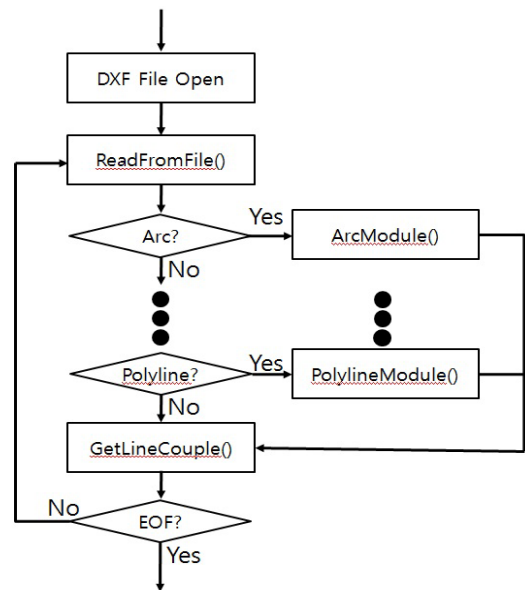 DXF File Open
ReadFromFile()
Arc?
Yes
ArcModule()
No
Polyline?
Yes
PolylineModule()
No
GetLineCouple()
No
EOF?
Yes